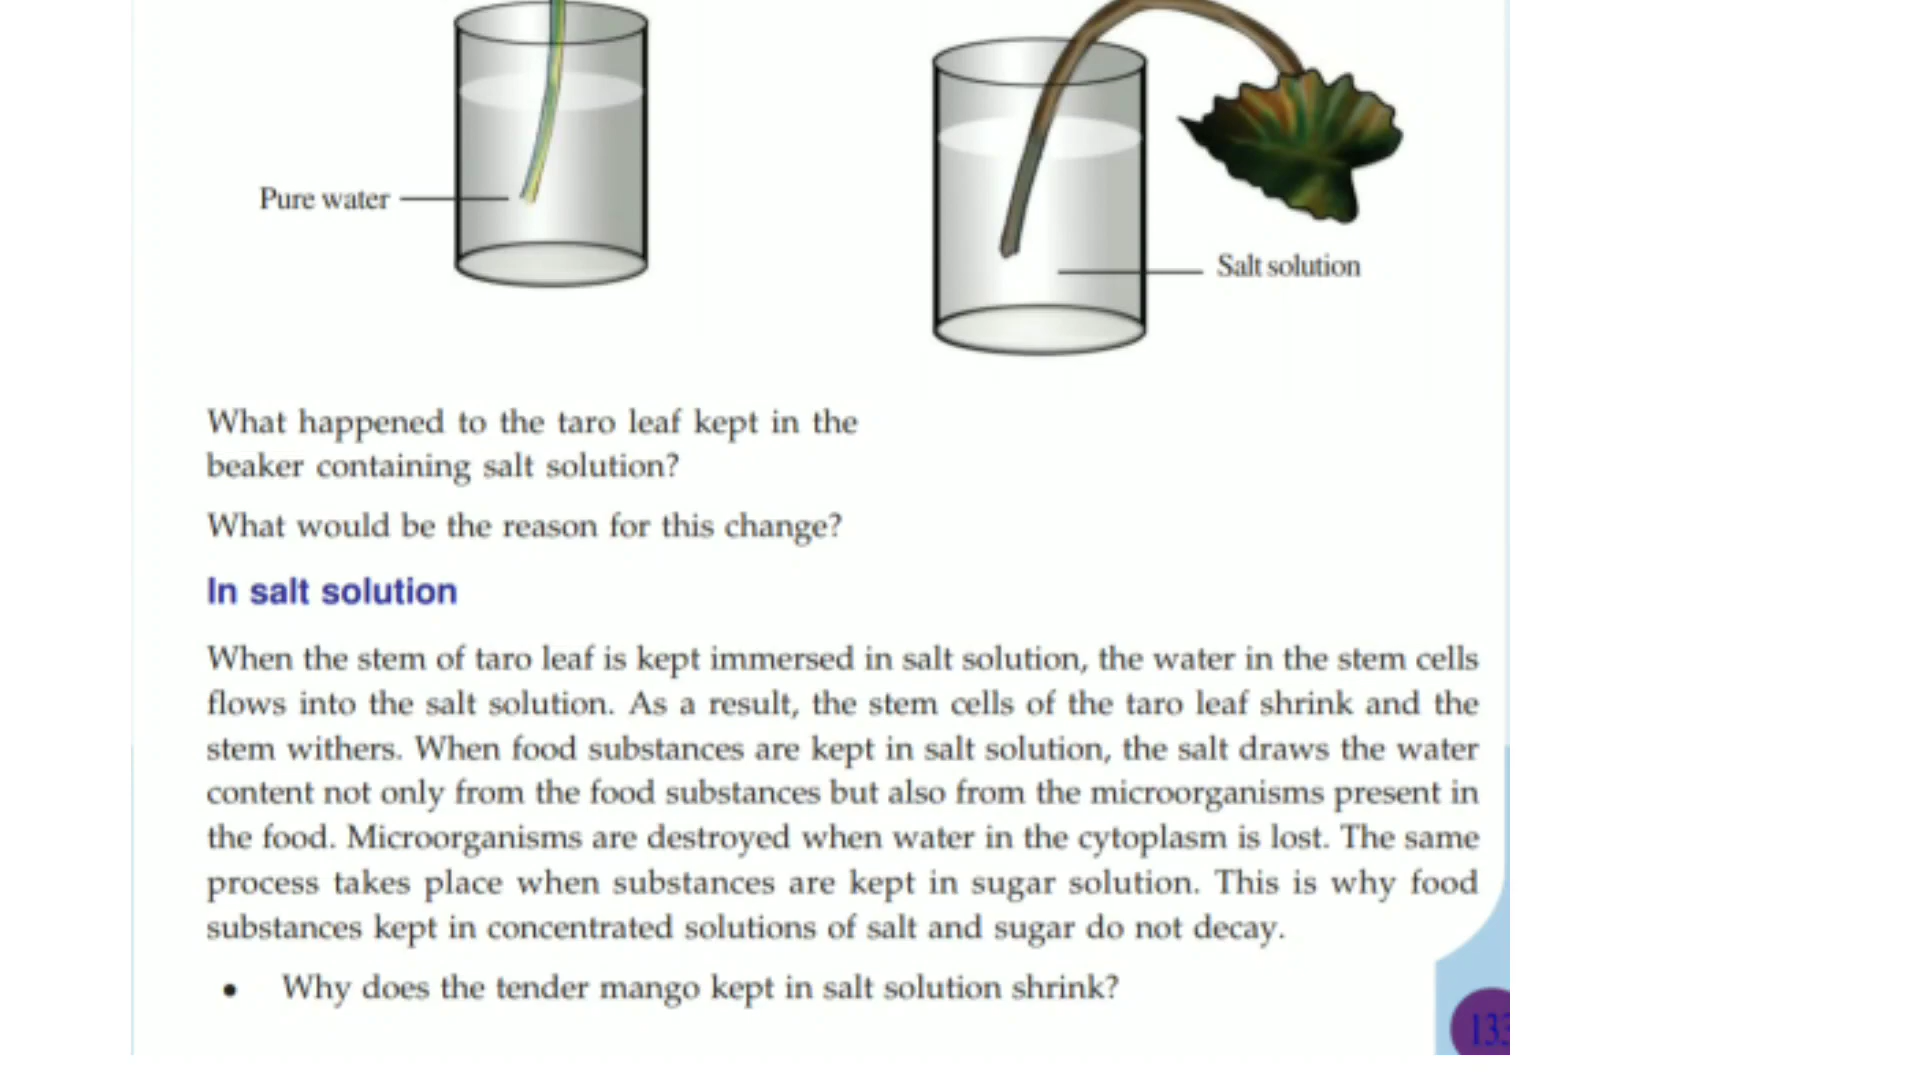 Pure water
Salt solution
What happened to the taro leaf kept in the
beaker containing salt solution?
What would be the reason for this change?
In salt solution
When the stem of taro leaf is kept immersed in salt solution, the water in the stem cells
flows into the salt solution. As a result, the stem cells of the taro leaf shrink and the
stem withers. When food substances are kept in salt solution, the salt draws the water
content not only from the food substances but also from the microorganisms present in
the food. Microorganisms are destroyed when water in the cytoplasm is lost. The same
process takes place when substances are kept in sugar solution. This is why food
substances kept in concentrated solutions of salt and sugar do not decay.
• Why does the tender mango kept in salt solution shrink?
133